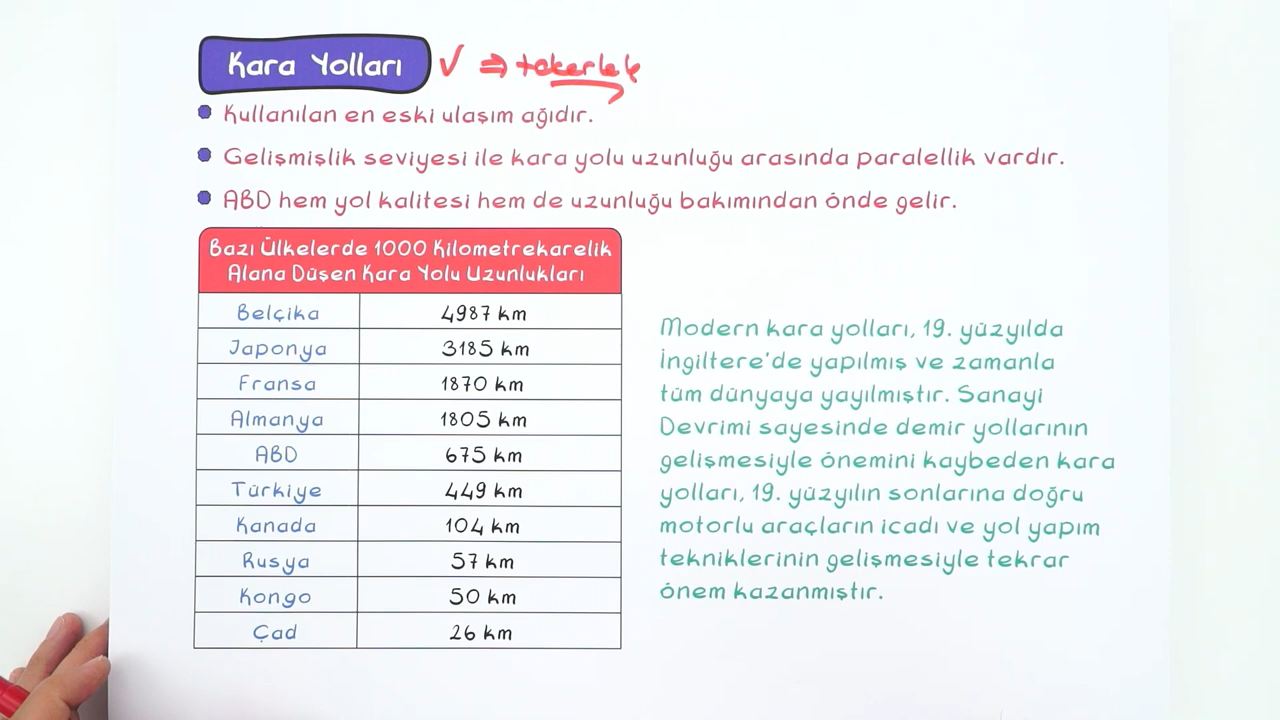 Kara Yolları ✓ ⇒ tekerlek
Kullanılan en eski ulaşım ağıdır.
Gelişmişlik seviyesi ile kara yolu uzunluğu arasında paralellik vardır.
ABD hem yol kalitesi hem de uzunluğu bakımından önde gelir.
Bazı Ülkelerde 1000 Kilometrekarelik
Alana Düşen Kara Yolu Uzunlukları
Belçika 4987 km
Japonya 3185 km
Fransa 1870 km
Almanya 1805 km
ABD 675 km
Türkiye 449 km
Kanada 104 km
Rusya 57 km
Kongo 50 km
Çad 26 km
Modern kara yolları, 19. yüzyılda
İngiltere'de yapılmış ve zamanla
tüm dünyaya yayılmıştır. Sanayi
Devrimi sayesinde demir yollarının
gelişmesiyle önemini kaybeden kara
yolları, 19. yüzyılın sonlarına doğru
motorlu araçların icadı ve yol yapım
tekniklerinin gelişmesiyle tekrar
önem kazanmıştır.